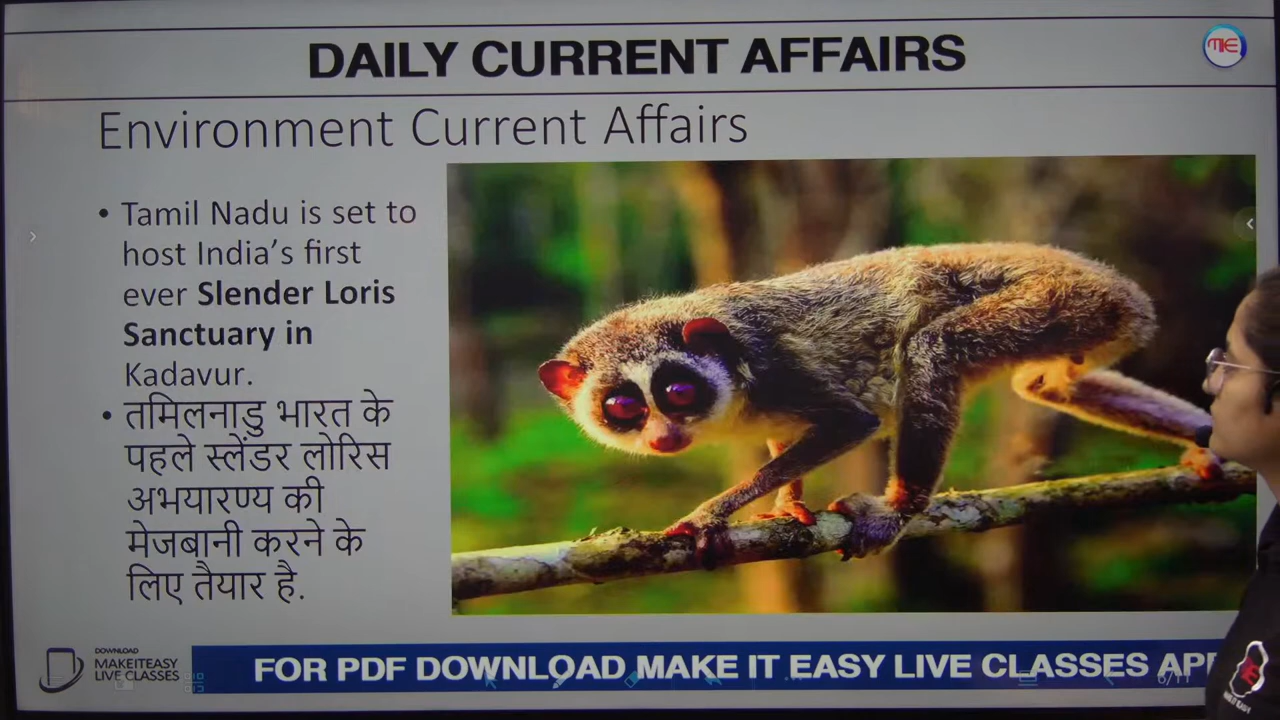 DAILY CURRENT AFFAIRS
Environment Current Affairs
• Tamil Nadu is set to
host India’s first
ever Slender Loris
Sanctuary in
Kadavur.
• तमिलनाडु भारत के
पहले स्लेंडर लोरिस
अभयारण्य की
मेजबानी करने के
लिए तैयार है.
DOWNLOAD
MAKEITEASY
LIVE CLASSES
FOR PDF DOWNLOAD MAKE IT EASY LIVE CLASSES APP